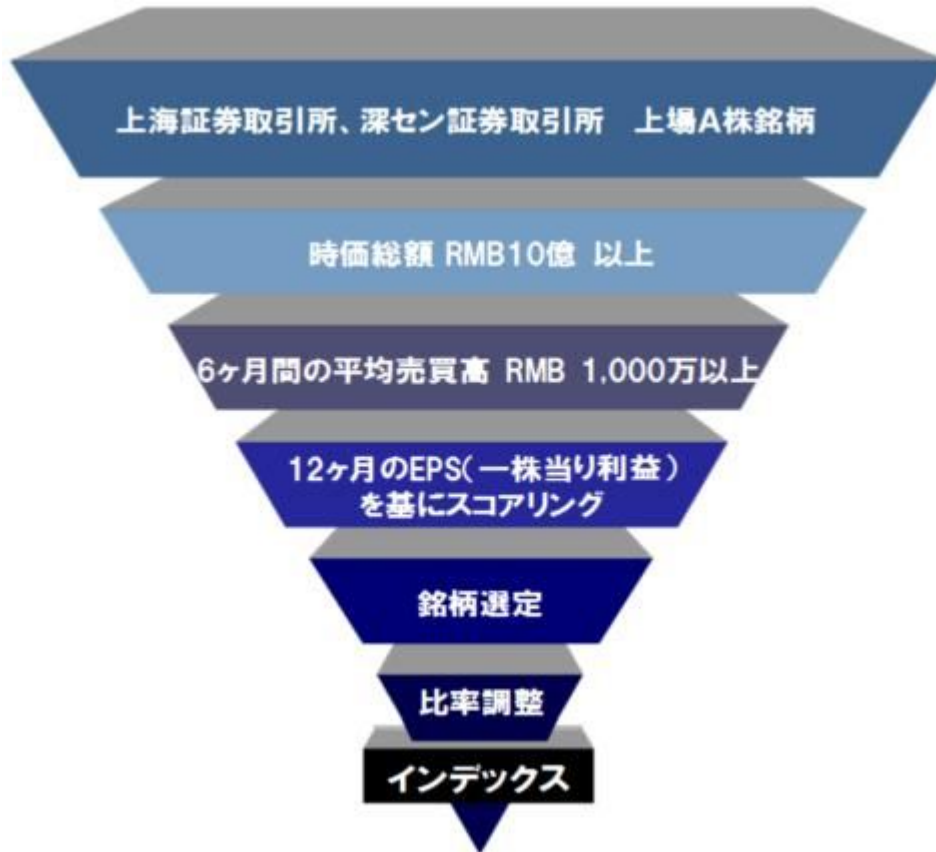 上海証券取引所、深セン証券取引所　上場A株銘柄
時価総額 RMB10億 以上
6ヶ月間の平均売買高 RMB 1,000万以上
12ヶ月のEPS(一株当り利益)
を基にスコアリング
銘柄選定
比率調整
インデックス